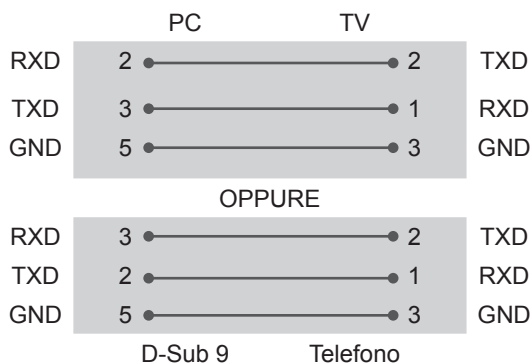 PC TV
RXD 2 2 TXD
TXD 3 1 RXD
GND 5 3 GND
OPPURE
RXD 3 2 TXD
TXD 2 1 RXD
GND 5 3 GND
D-Sub 9 Telefono